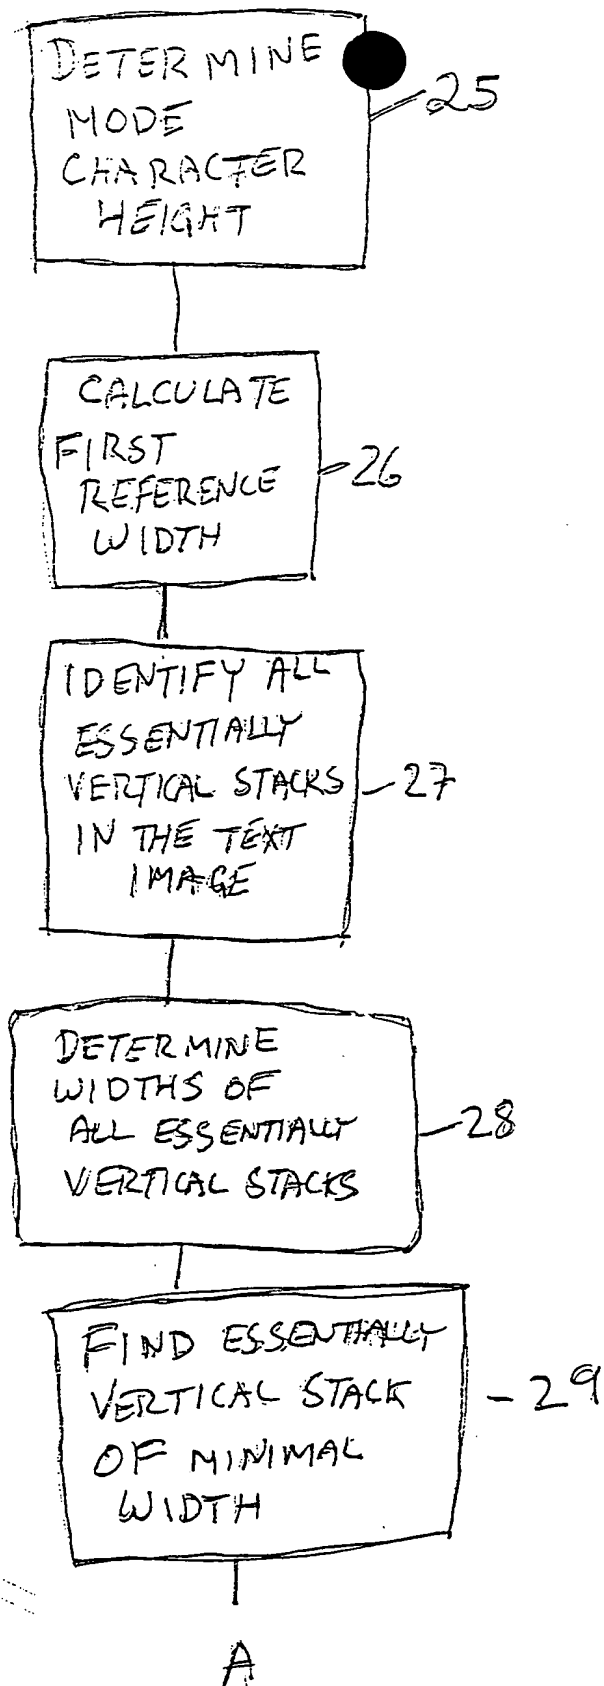 DETERMINE
MODE
CHARACTER
HEIGHT
25
CALCULATE
FIRST
REFERENCE
WIDTH
26
IDENTIFY ALL
ESSENTIALLY
VERTICAL STACKS
IN THE TEXT
IMAGE
27
DETERMINE
WIDTHS OF
ALL ESSENTIALLY
VERTICAL STACKS
28
FIND ESSENTIALLY
VERTICAL STACK
OF MINIMAL
WIDTH
29
A